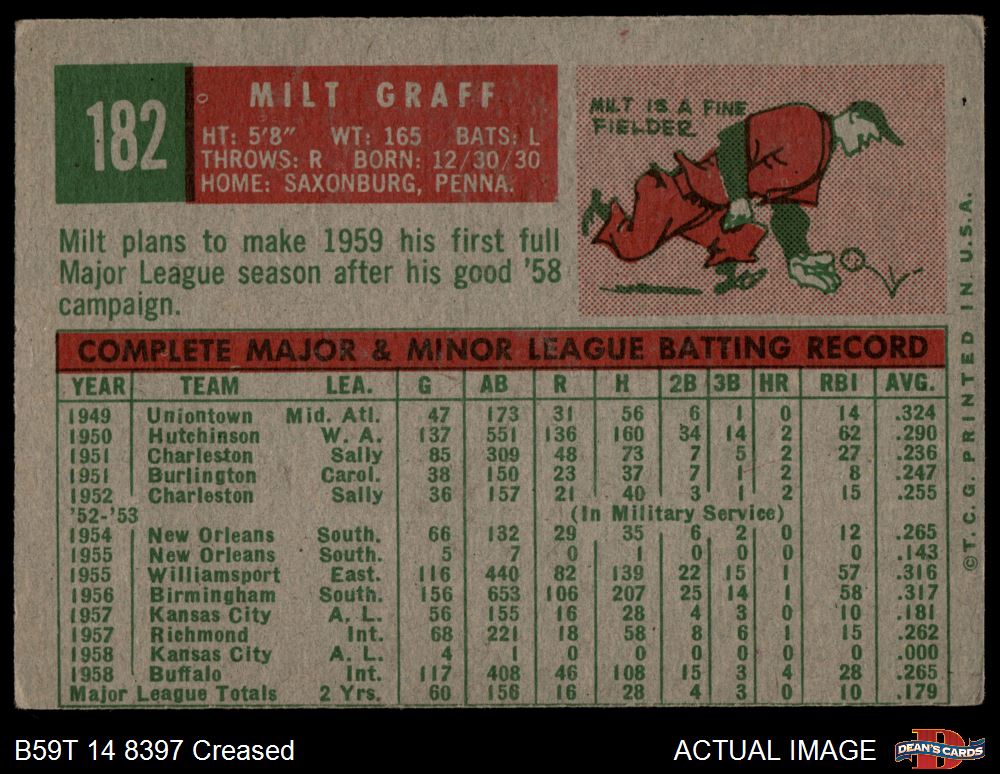 182
MILT GRAFF
HT: 5'8" WT: 165 BATS: L
THROWS: R BORN: 12/30/30
HOME: SAXONBURG, PENNA.
MILT IS A FINE
FIELDER
Milt plans to make 1959 his first full
Major League season after his good '58
campaign.
COMPLETE MAJOR & MINOR LEAGUE BATTING RECORD
YEAR TEAM LEA. G AB R H 2B 3B HR RBI AVG.
1949 Uniontown Mid. Atl. 47 173 31 56 6 1 0 14 .324
1950 Hutchinson W. A. 137 551 136 160 34 14 2 62 .290
1951 Charleston Sally 85 309 48 73 7 5 2 27 .236
1951 Burlington Carol. 38 150 23 37 7 1 2 8 .247
1952 Charleston Sally 36 157 21 40 3 1 2 15 .255
'52-'53 (In Military Service)
1954 New Orleans South. 66 132 29 35 6 2 0 12 .265
1955 New Orleans South. 5 7 0 1 0 0 0 0 .143
1955 Williamsport East. 116 440 82 139 22 15 1 57 .316
1956 Birmingham South. 156 653 106 207 25 14 1 58 .317
1957 Kansas City A. L. 56 155 16 28 4 3 0 10 .181
1957 Richmond Int. 68 221 18 58 8 6 1 15 .262
1958 Kansas City A. L. 4 1 0 0 0 0 0 0 .000
1958 Buffalo Int. 117 408 46 108 15 3 4 28 .265
Major League Totals 2 Yrs. 60 156 16 28 4 3 0 10 .179
©T.C.G. PRINTED IN U.S.A.
B59T 14 8397 Creased
ACTUAL IMAGE
DEAN'S CARDS